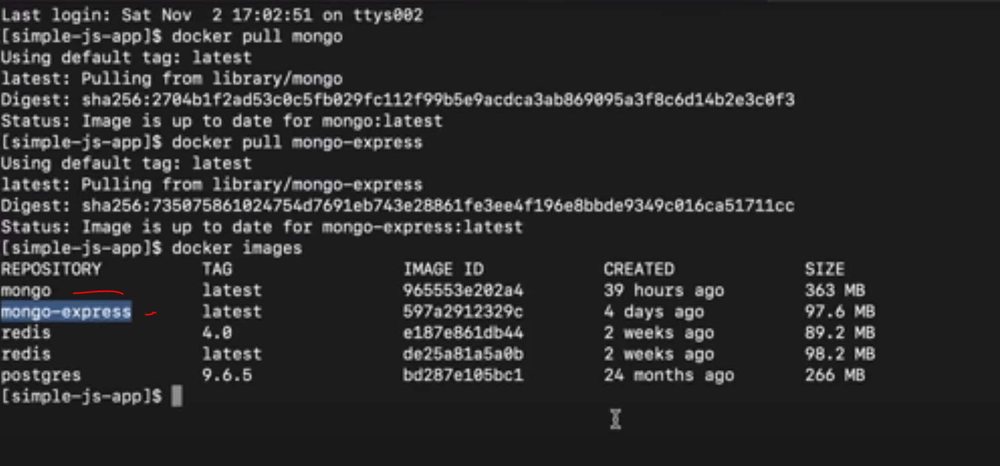 Last login: Sat Nov  2 17:02:51 on ttys002
[simple-js-app]$ docker pull mongo
Using default tag: latest
latest: Pulling from library/mongo
Digest: sha256:2704b1f2ad53c0c5fb029fc112f99b5e9acdca3ab869095a3f8c6d14b2e3c0f3
Status: Image is up to date for mongo:latest
[simple-js-app]$ docker pull mongo-express
Using default tag: latest
latest: Pulling from library/mongo-express
Digest: sha256:735075861024754d7691eb743e28861fe3ee4f196e8bbde9349c016ca51711cc
Status: Image is up to date for mongo-express:latest
[simple-js-app]$ docker images
REPOSITORY TAG IMAGE ID CREATED SIZE
mongo latest 965553e202a4 39 hours ago 363 MB
mongo-express latest 597a2912329c 4 days ago 97.6 MB
redis 4.0 e187e861db44 2 weeks ago 89.2 MB
redis latest de25a81a5a0b 2 weeks ago 98.2 MB
postgres 9.6.5 bd287e105bc1 24 months ago 266 MB
[simple-js-app]$